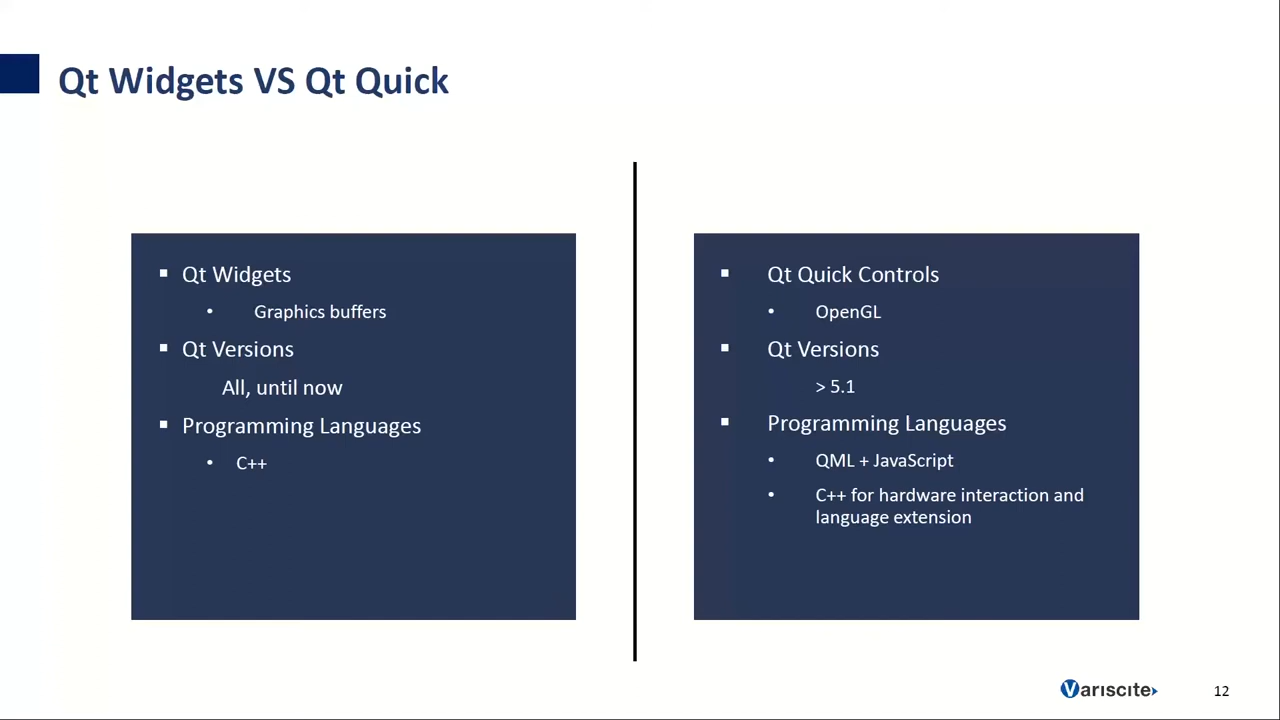 Qt Widgets VS Qt Quick
▪ Qt Widgets
• Graphics buffers
▪ Qt Versions
All, until now
▪ Programming Languages
• C++
▪ Qt Quick Controls
• OpenGL
▪ Qt Versions
> 5.1
▪ Programming Languages
• QML + JavaScript
• C++ for hardware interaction and
language extension
Variscite
12